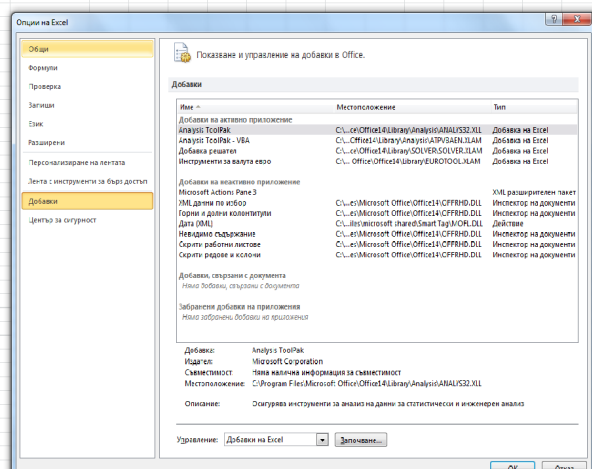 Опции на Excel
Общи
Формули
Проверка
Запиши
Език
Разширени
Персонализиране на лентата
Лента с инструменти за бърз достъп
Добавки
Център за сигурност
Показване и управление на добавки в Office.
Добавки
Име Местоположение Тип
Добавки на активно приложение
Analysis ToolPak C:\...ce\Office14\Library\Analysis\ANALYS32.XLL Добавка на Excel
Analysis ToolPak - VBA C:\...ce\Office14\Library\Analysis\ATPVBAEN.XLAM Добавка на Excel
Добавка решател C:\...ce\Office14\Library\SOLVER\SOLVER.XLAM Добавка на Excel
Инструменти за валута евро C:\... Office\Office14\Library\EUROTOOL.XLAM Добавка на Excel
Добавки на неактивно приложение
Microsoft Actions Pane 3 XML разширителен пакет
XML данни по избор C:\...es\Microsoft Office\Office14\OFFRHD.DLL Инспектор на документи
Горни и долни колонтитули C:\...es\Microsoft Office\Office14\OFFRHD.DLL Инспектор на документи
Дата (XML) C:\...iles\microsoft shared\Smart Tag\MOFL.DLL Действие
Невидимо съдържание C:\...es\Microsoft Office\Office14\OFFRHD.DLL Инспектор на документи
Скрити работни листове C:\...es\Microsoft Office\Office14\OFFRHD.DLL Инспектор на документи
Скрити редове и колони C:\...es\Microsoft Office\Office14\OFFRHD.DLL Инспектор на документи
Добавки, свързани с документа
Няма добавки, свързани с документа
Забранени добавки на приложения
Няма забранени добавки на приложения
Добавка: Analysis ToolPak
Издател: Microsoft Corporation
Съвместимост: Няма налична информация за съвместимост
Местоположение: C:\Program Files\Microsoft Office\Office14\Library\Analysis\ANALYS32.XLL
Описание: Осигурява инструменти за анализ на данни за статистически и инженерен анализ
Управление: Добавки на Excel Започване...
OK Отказ